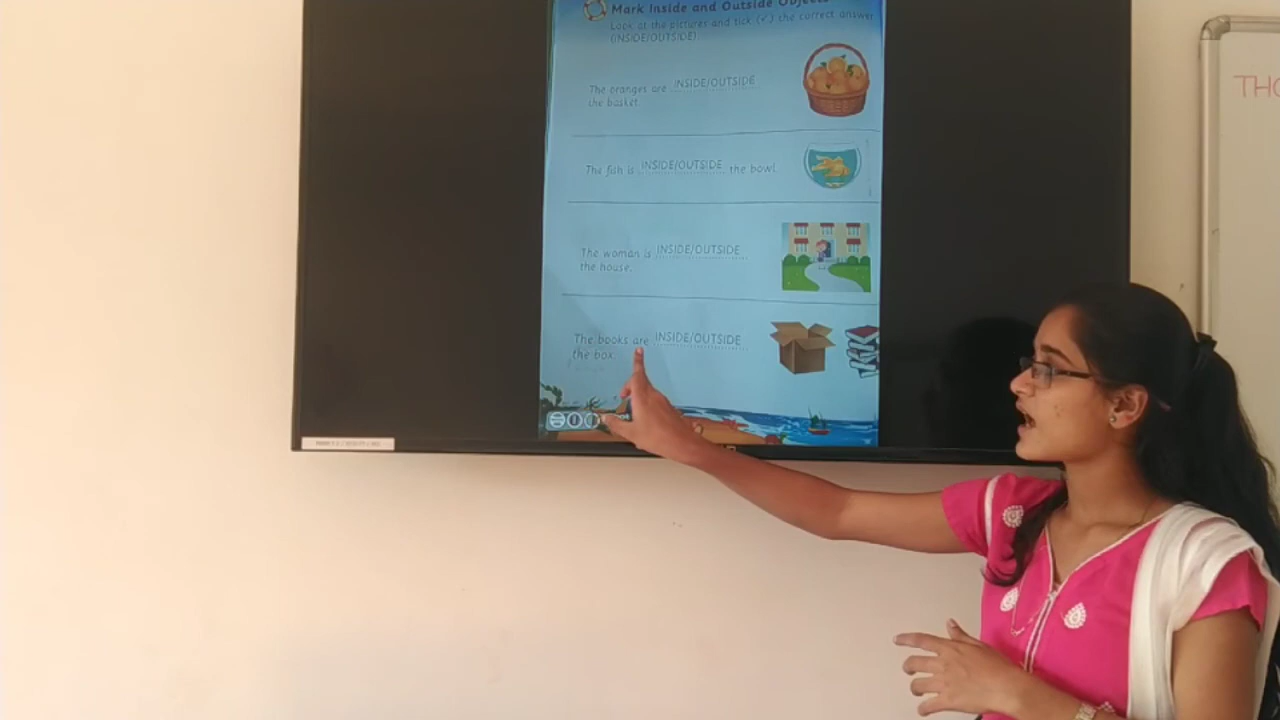 Mark Inside and Outside Objects
Look at the pictures and tick (✓) the correct answer
(INSIDE/OUTSIDE).
The oranges are INSIDE/OUTSIDE
the basket.
The fish is INSIDE/OUTSIDE the bowl.
The woman is INSIDE/OUTSIDE
the house.
The books are INSIDE/OUTSIDE
the box.